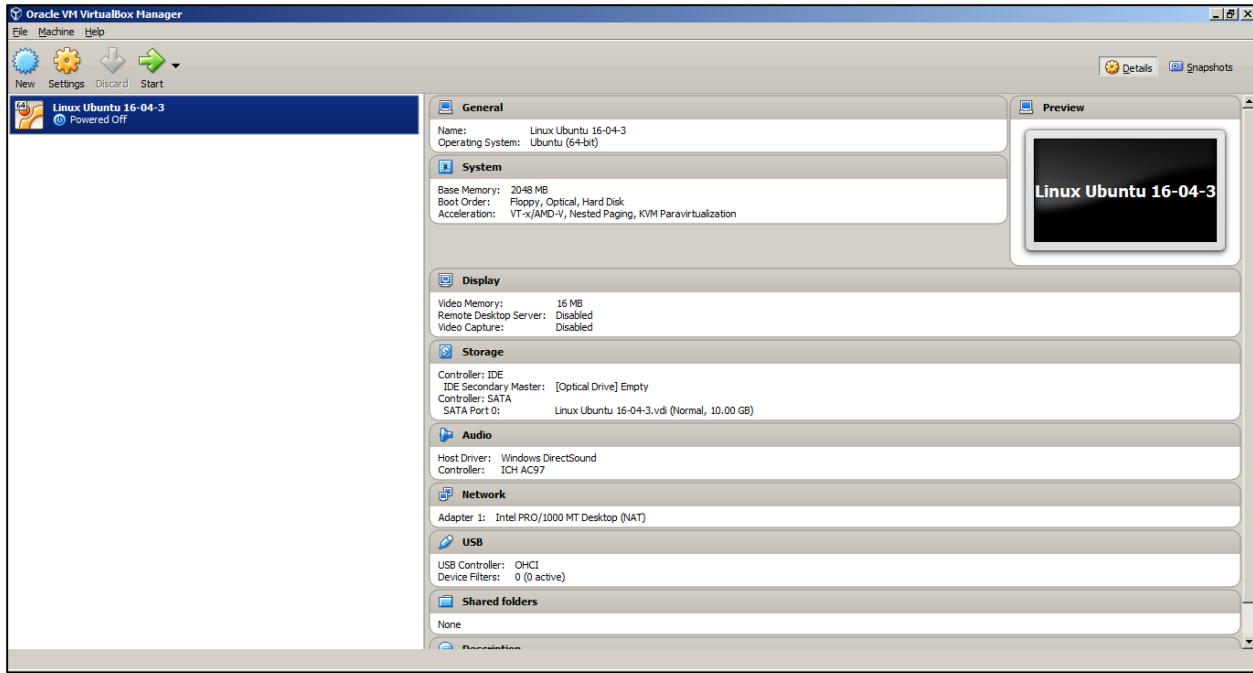 Oracle VM VirtualBox Manager
File Machine Help
New Settings Discard Start
Details Snapshots
64
Linux Ubuntu 16-04-3
Powered Off
General
Name: Linux Ubuntu 16-04-3
Operating System: Ubuntu (64-bit)
System
Base Memory: 2048 MB
Boot Order: Floppy, Optical, Hard Disk
Acceleration: VT-x/AMD-V, Nested Paging, KVM Paravirtualization
Preview
Linux Ubuntu 16-04-3
Display
Video Memory: 16 MB
Remote Desktop Server: Disabled
Video Capture: Disabled
Storage
Controller: IDE
IDE Secondary Master: [Optical Drive] Empty
Controller: SATA
SATA Port 0: Linux Ubuntu 16-04-3.vdi (Normal, 10.00 GB)
Audio
Host Driver: Windows DirectSound
Controller: ICH AC97
Network
Adapter 1: Intel PRO/1000 MT Desktop (NAT)
USB
USB Controller: OHCI
Device Filters: 0 (0 active)
Shared folders
None
Description